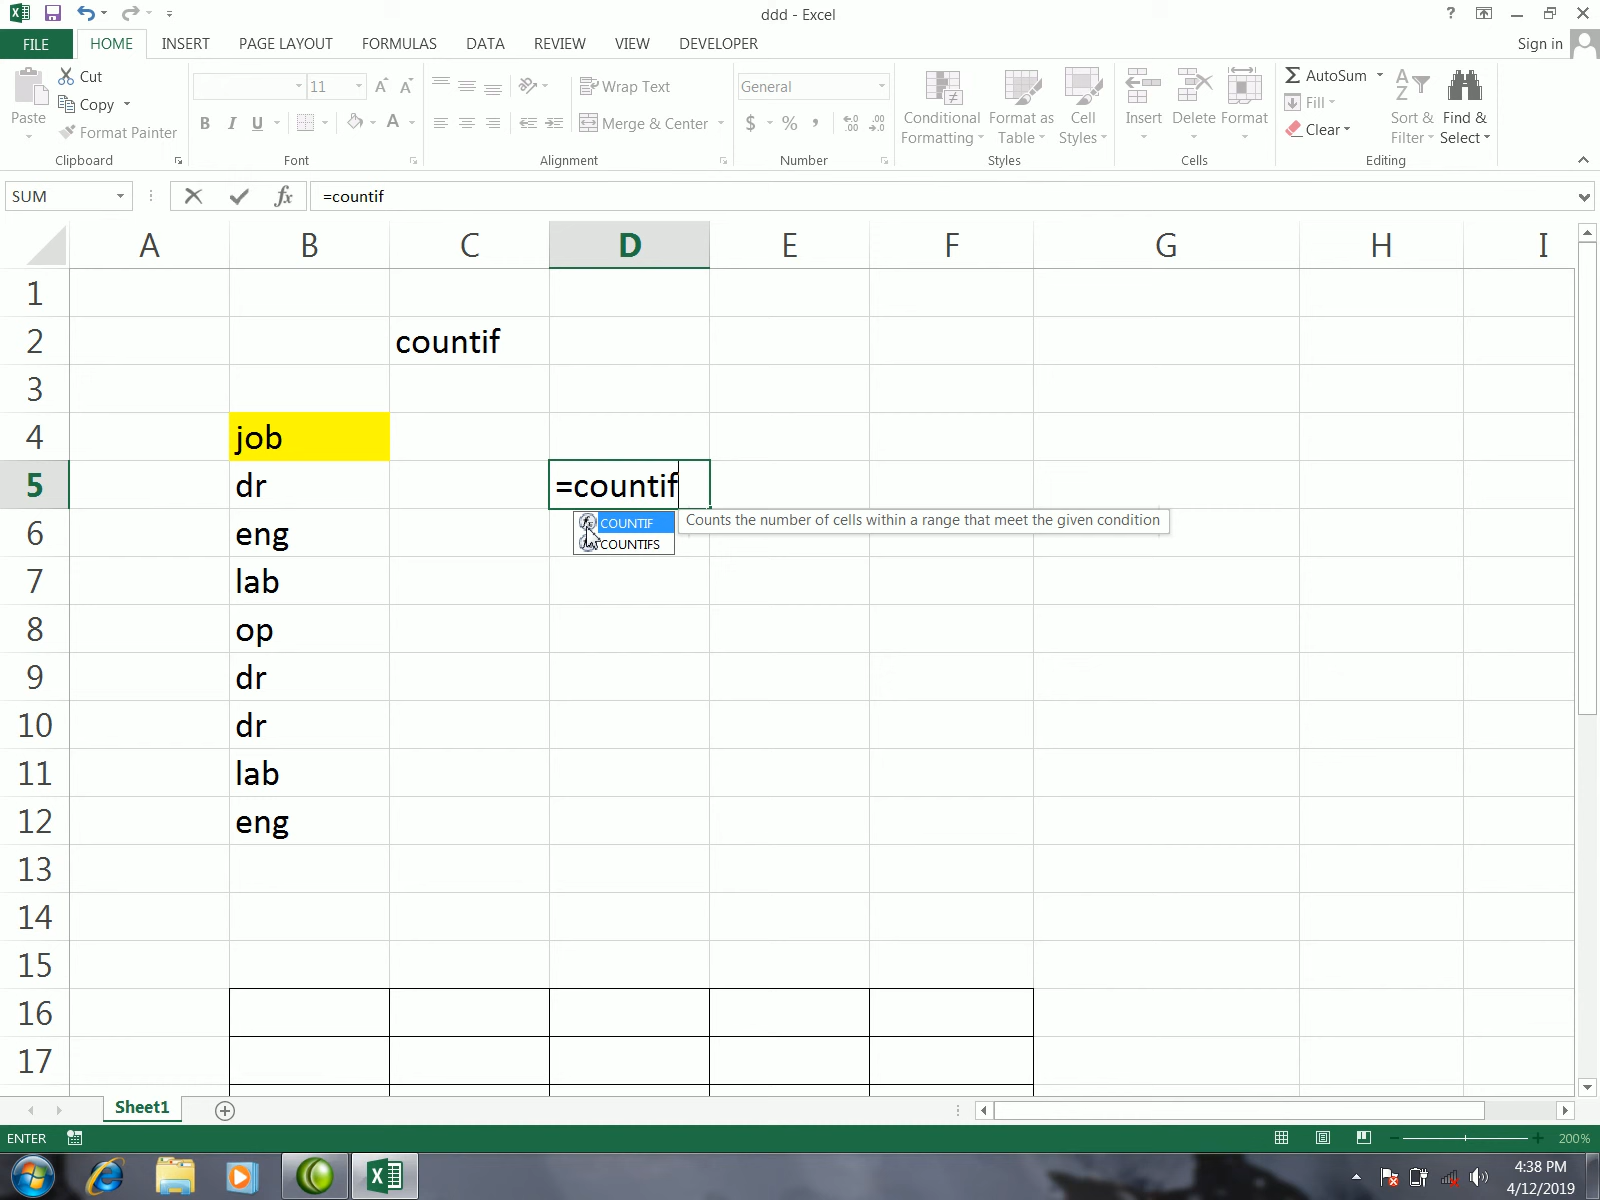 ddd - Excel
?
FILE HOME INSERT PAGE LAYOUT FORMULAS DATA REVIEW VIEW DEVELOPER Sign in
Paste
Cut
Copy
Format Painter
Clipboard
11 A A
B I U A
Font
Wrap Text
Merge & Center
Alignment
General
$ % ,
Number
Conditional Formatting
Format as Table
Cell Styles
Styles
Insert Delete Format
Cells
AutoSum
Fill
Clear
Sort & Filter
Find & Select
Editing
SUM fx =countif
A B C D E F G H I
1
2 countif
3
4 job
5 dr =countif
COUNTIF Counts the number of cells within a range that meet the given condition
6 eng
COUNTIFS
7 lab
8 op
9 dr
10 dr
11 lab
12 eng
13
14
15
16
17
Sheet1
ENTER 200%
4:38 PM
4/12/2019